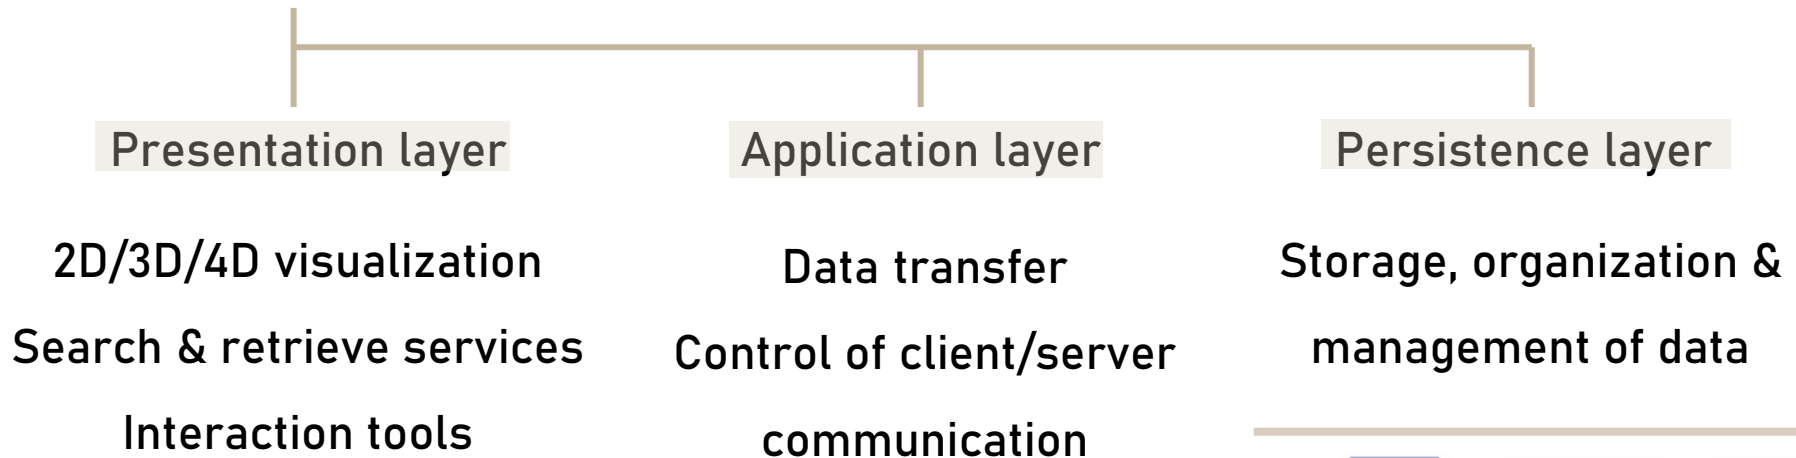 Presentation layer
2D/3D/4D visualization
Search & retrieve services
Interaction tools
Application layer
Data transfer
Control of client/server
communication
Persistence layer
Storage, organization &
management of data